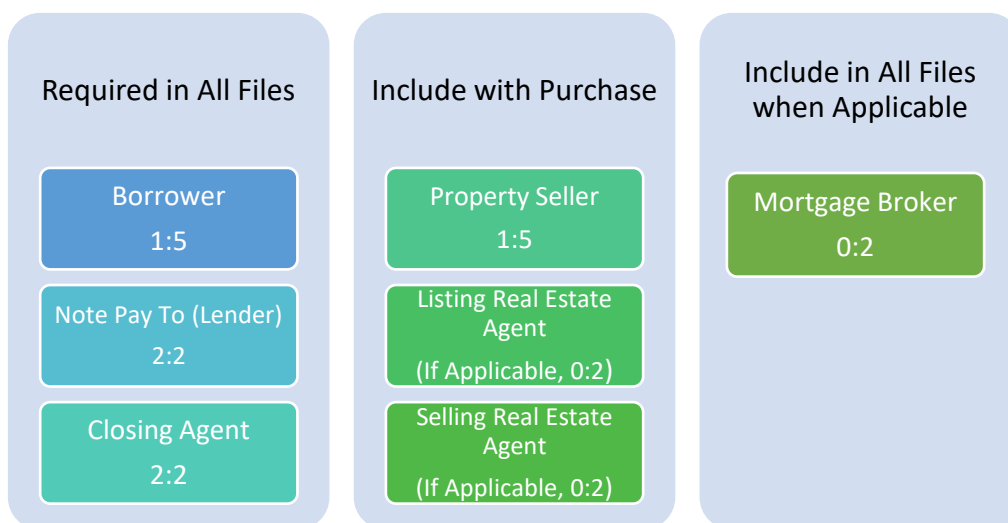 Required in All Files
Borrower
1:5
Note Pay To (Lender)
2:2
Closing Agent
2:2
Include with Purchase
Property Seller
1:5
Listing Real Estate
Agent
(If Applicable, 0:2)
Selling Real Estate
Agent
(If Applicable, 0:2)
Include in All Files
when Applicable
Mortgage Broker
0:2